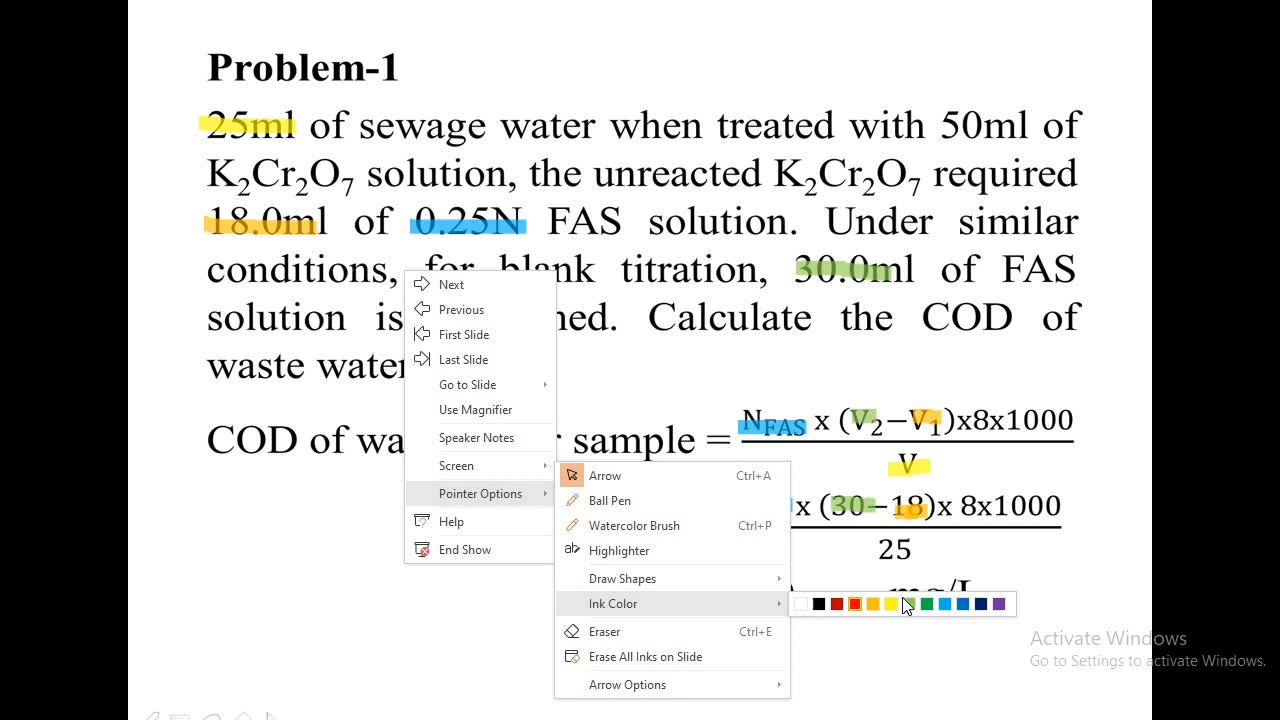 Problem-1
25ml of sewage water when treated with 50ml of
K₂Cr₂O₇ solution, the unreacted K₂Cr₂O₇ required
18.0ml of 0.25N FAS solution. Under similar
conditions, for blank titration, 30.0ml of FAS
solution is ned. Calculate the COD of
waste water
COD of wa r sample = N_FAS x (V₂−V₁)x8x1000
V
x (30−18)x 8x1000
25
mg/L
Next
Previous
First Slide
Last Slide
Go to Slide
Use Magnifier
Speaker Notes
Screen
Pointer Options
Help
End Show
Arrow Ctrl+A
Ball Pen
Watercolor Brush Ctrl+P
Highlighter
Draw Shapes
Ink Color
Eraser Ctrl+E
Erase All Inks on Slide
Arrow Options
Activate Windows
Go to Settings to activate Windows.